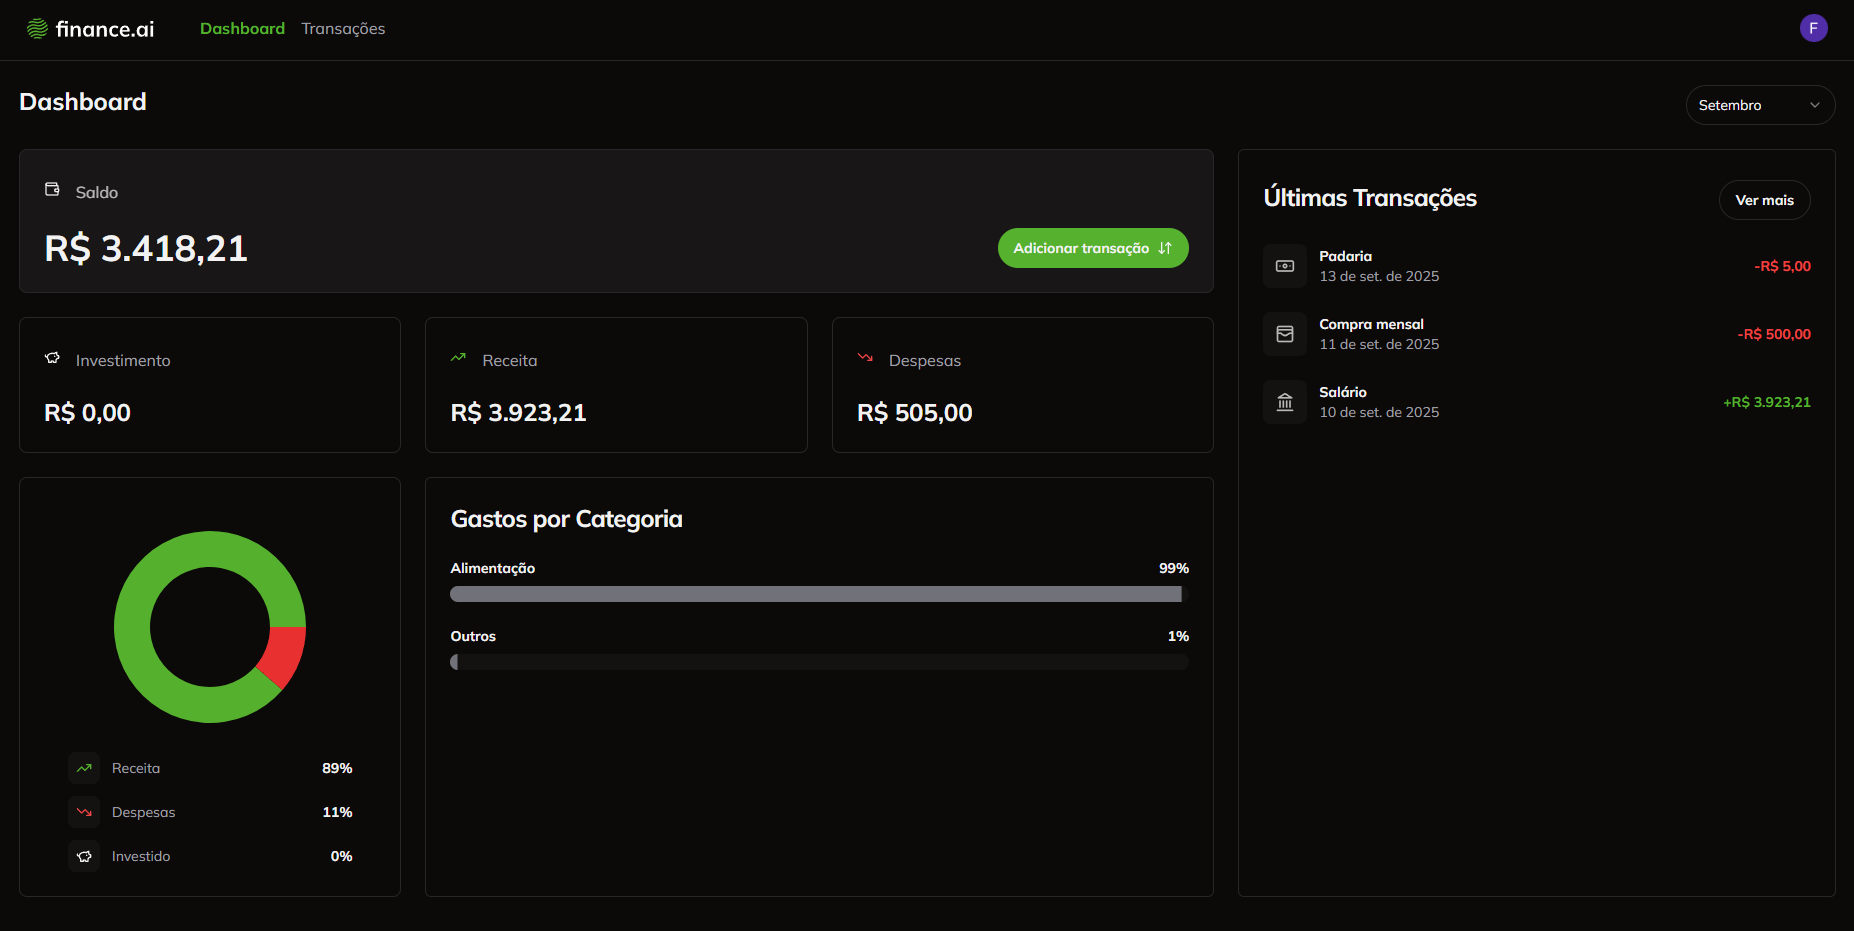 finance.ai
Dashboard
Transações
F
Dashboard
Setembro
Saldo
R$ 3.418,21
Adicionar transação
Investimento
R$ 0,00
Receita
R$ 3.923,21
Despesas
R$ 505,00
Receita 89%
Despesas 11%
Investido 0%
Gastos por Categoria
Alimentação 99%
Outros 1%
Últimas Transações
Ver mais
Padaria
13 de set. de 2025
-R$ 5,00
Compra mensal
11 de set. de 2025
-R$ 500,00
Salário
10 de set. de 2025
+R$ 3.923,21